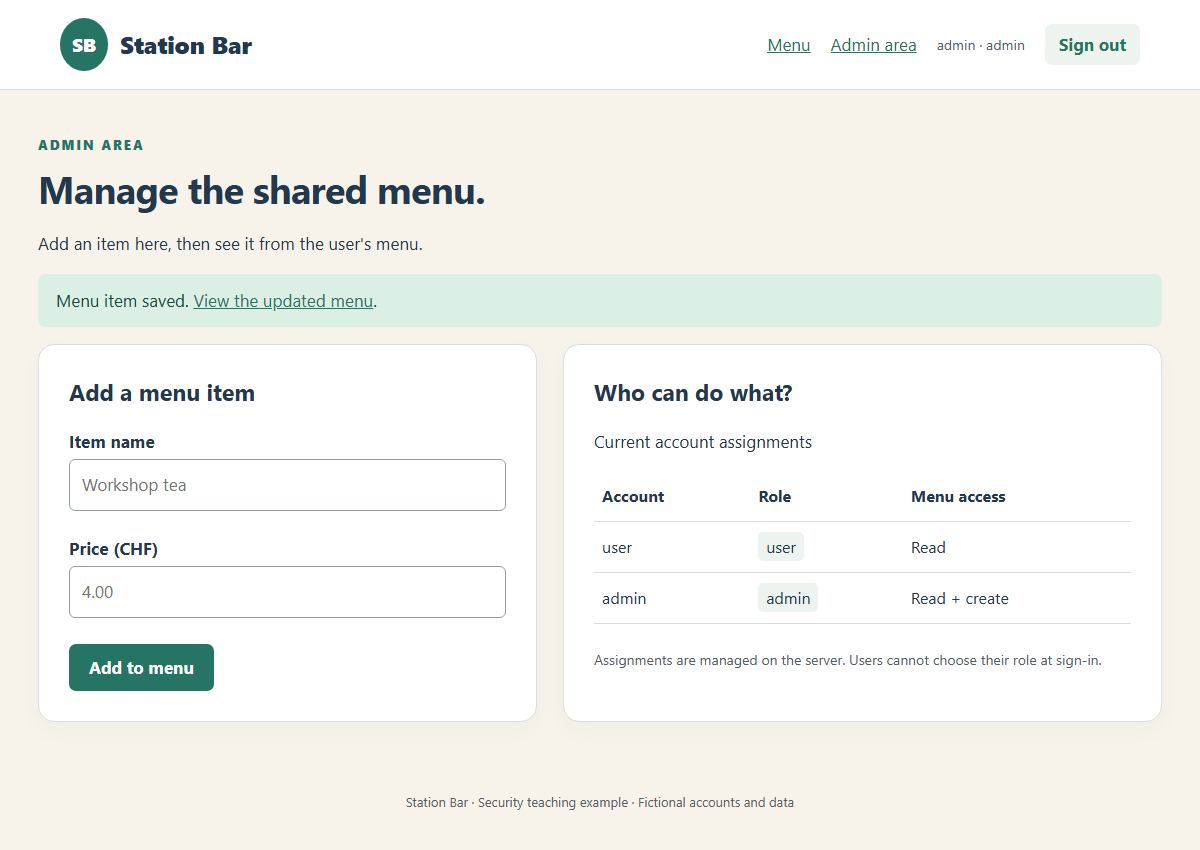 SB
Station Bar
Menu
Admin area
admin · admin
Sign out
ADMIN AREA
Manage the shared menu.
Add an item here, then see it from the user's menu.
Menu item saved. View the updated menu.
Add a menu item
Item name
Workshop tea
Price (CHF)
4.00
Add to menu
Who can do what?
Current account assignments
Account Role Menu access
user user Read
admin admin Read + create
Assignments are managed on the server. Users cannot choose their role at sign-in.
Station Bar · Security teaching example · Fictional accounts and data